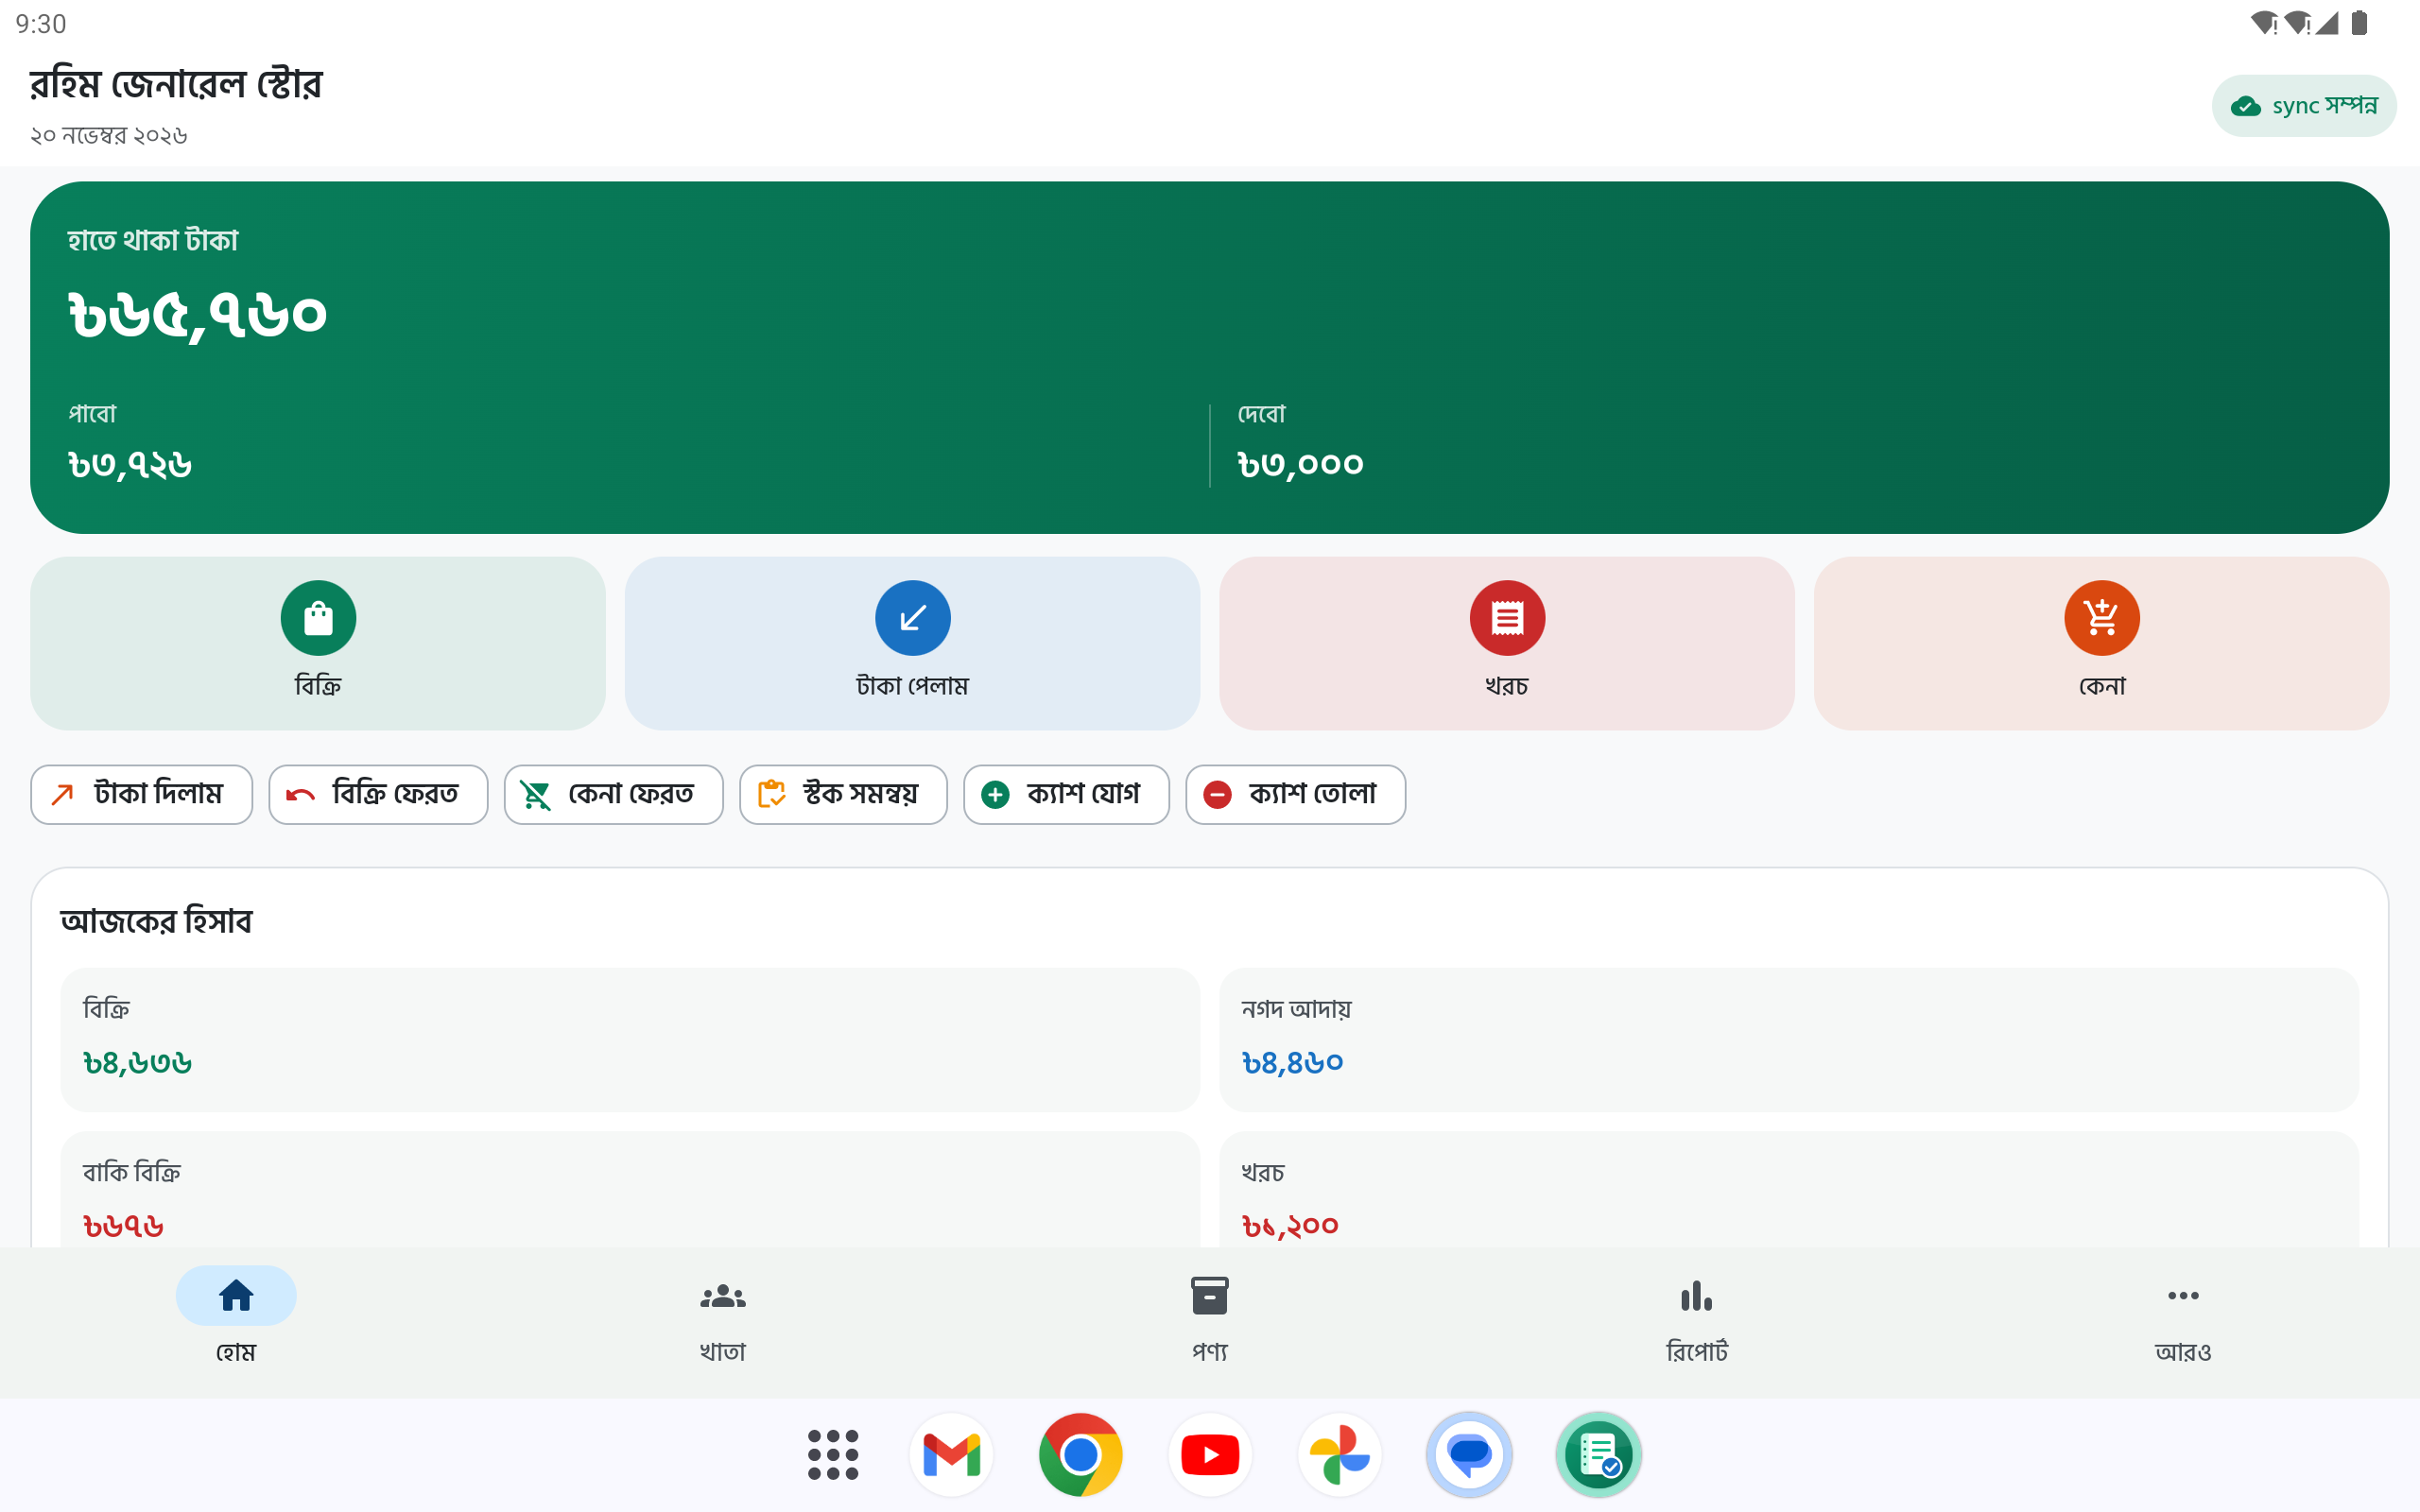 9:30
রহিম জেনারেল স্টোর
২০ নভেম্বর ২০২৬
sync সম্পন্ন
হাতে থাকা টাকা
৳৬৫,৭৬০
পাবো
৳৩,৭২৬
দেবো
৳৩,০০০
বিক্রি
টাকা পেলাম
খরচ
কেনা
টাকা দিলাম
বিক্রি ফেরত
কেনা ফেরত
স্টক সমন্বয়
ক্যাশ যোগ
ক্যাশ তোলা
আজকের হিসাব
বিক্রি
৳৪,৬৩৬
নগদ আদায়
৳৪,৪৬০
বাকি বিক্রি
৳৬৭৬
খরচ
৳১,২০০
হোম
খাতা
পণ্য
রিপোর্ট
আরও